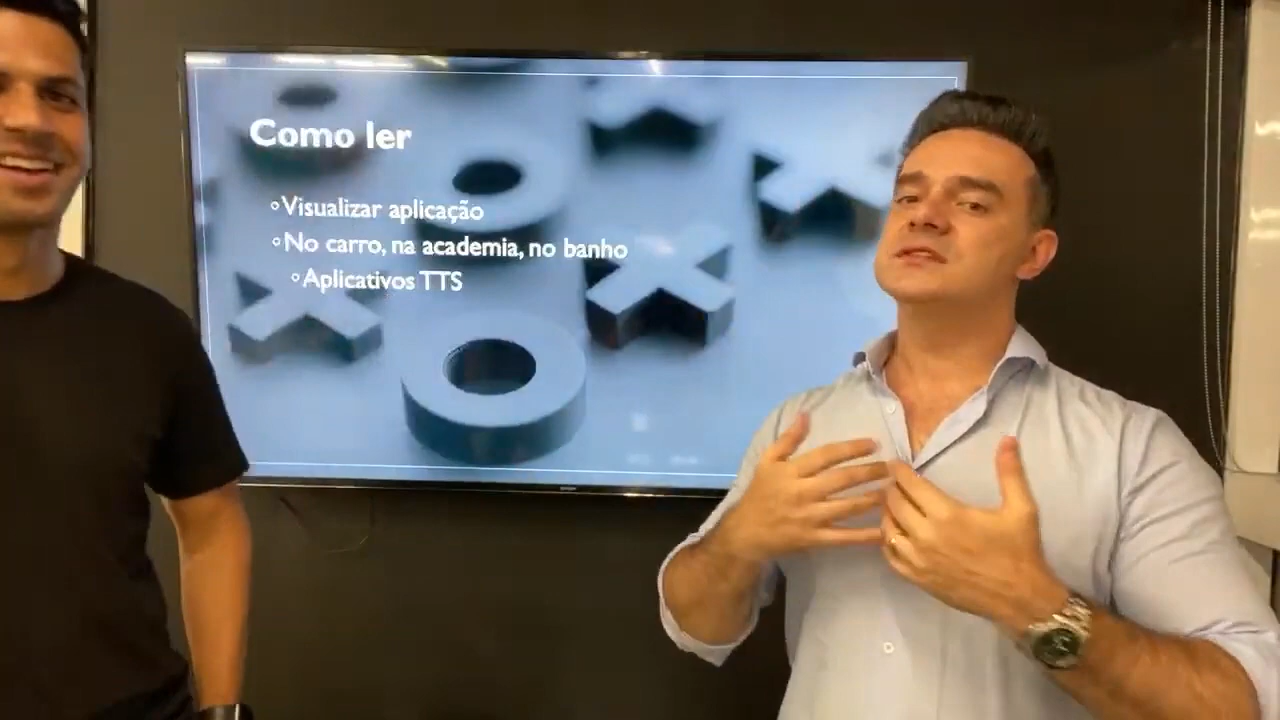 Como ler
◦Visualizar aplicação
◦No carro, na academia, no banho
◦Aplicativos TTS